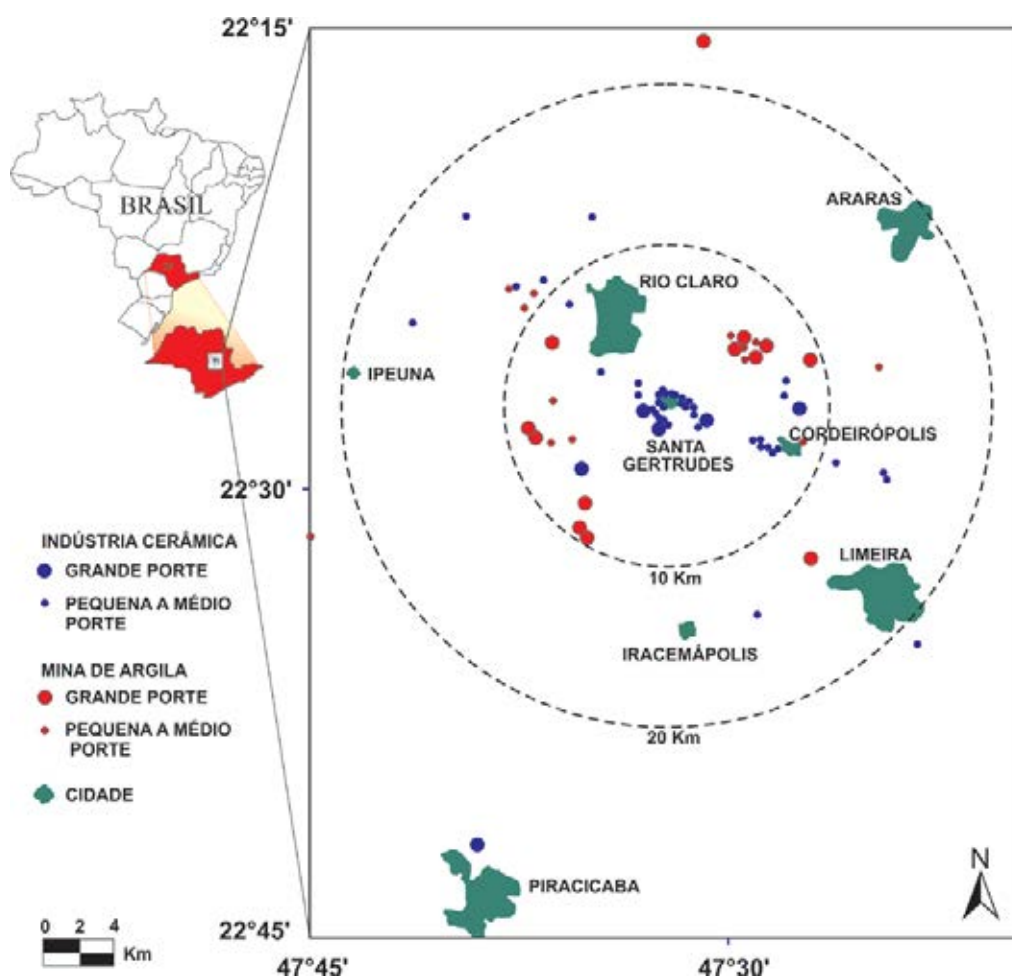 22°15'
BRASIL
ARARAS
RIO CLARO
IPEUNA
CORDEIRÓPOLIS
SANTA
GERTRUDES
22°30'
INDÚSTRIA CERÂMICA
GRANDE PORTE
PEQUENA A MÉDIO
PORTE
MINA DE ARGILA
GRANDE PORTE
PEQUENA A MÉDIO
PORTE
CIDADE
LIMEIRA
10 Km
IRACEMÁPOLIS
20 Km
PIRACICABA
N
0 2 4
Km
22°45'
47°45'
47°30'